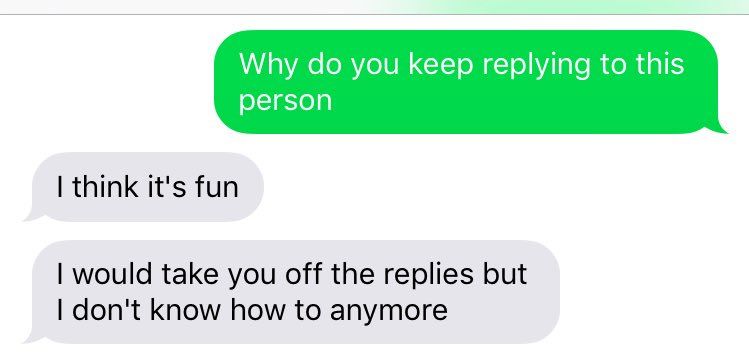 Why do you keep replying to this
person
I think it's fun
I would take you off the replies but
I don't know how to anymore